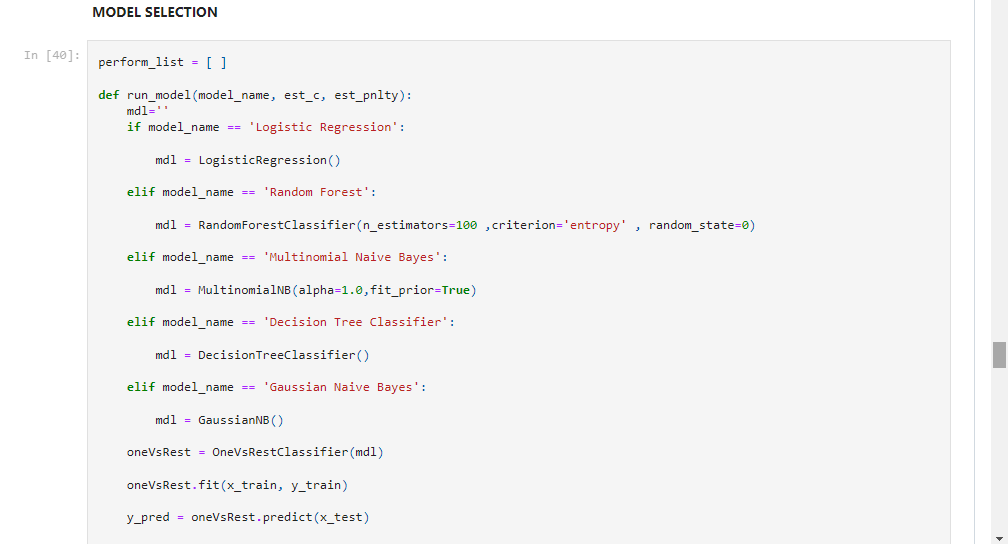 MODEL SELECTION
In [40]:
perform_list = [ ]
def run_model(model_name, est_c, est_pnlty):
    mdl=''
    if model_name == 'Logistic Regression':
        mdl = LogisticRegression()
    elif model_name == 'Random Forest':
        mdl = RandomForestClassifier(n_estimators=100 ,criterion='entropy' , random_state=0)
    elif model_name == 'Multinomial Naive Bayes':
        mdl = MultinomialNB(alpha=1.0,fit_prior=True)
    elif model_name == 'Decision Tree Classifier':
        mdl = DecisionTreeClassifier()
    elif model_name == 'Gaussian Naive Bayes':
        mdl = GaussianNB()
    oneVsRest = OneVsRestClassifier(mdl)
    oneVsRest.fit(x_train, y_train)
    y_pred = oneVsRest.predict(x_test)